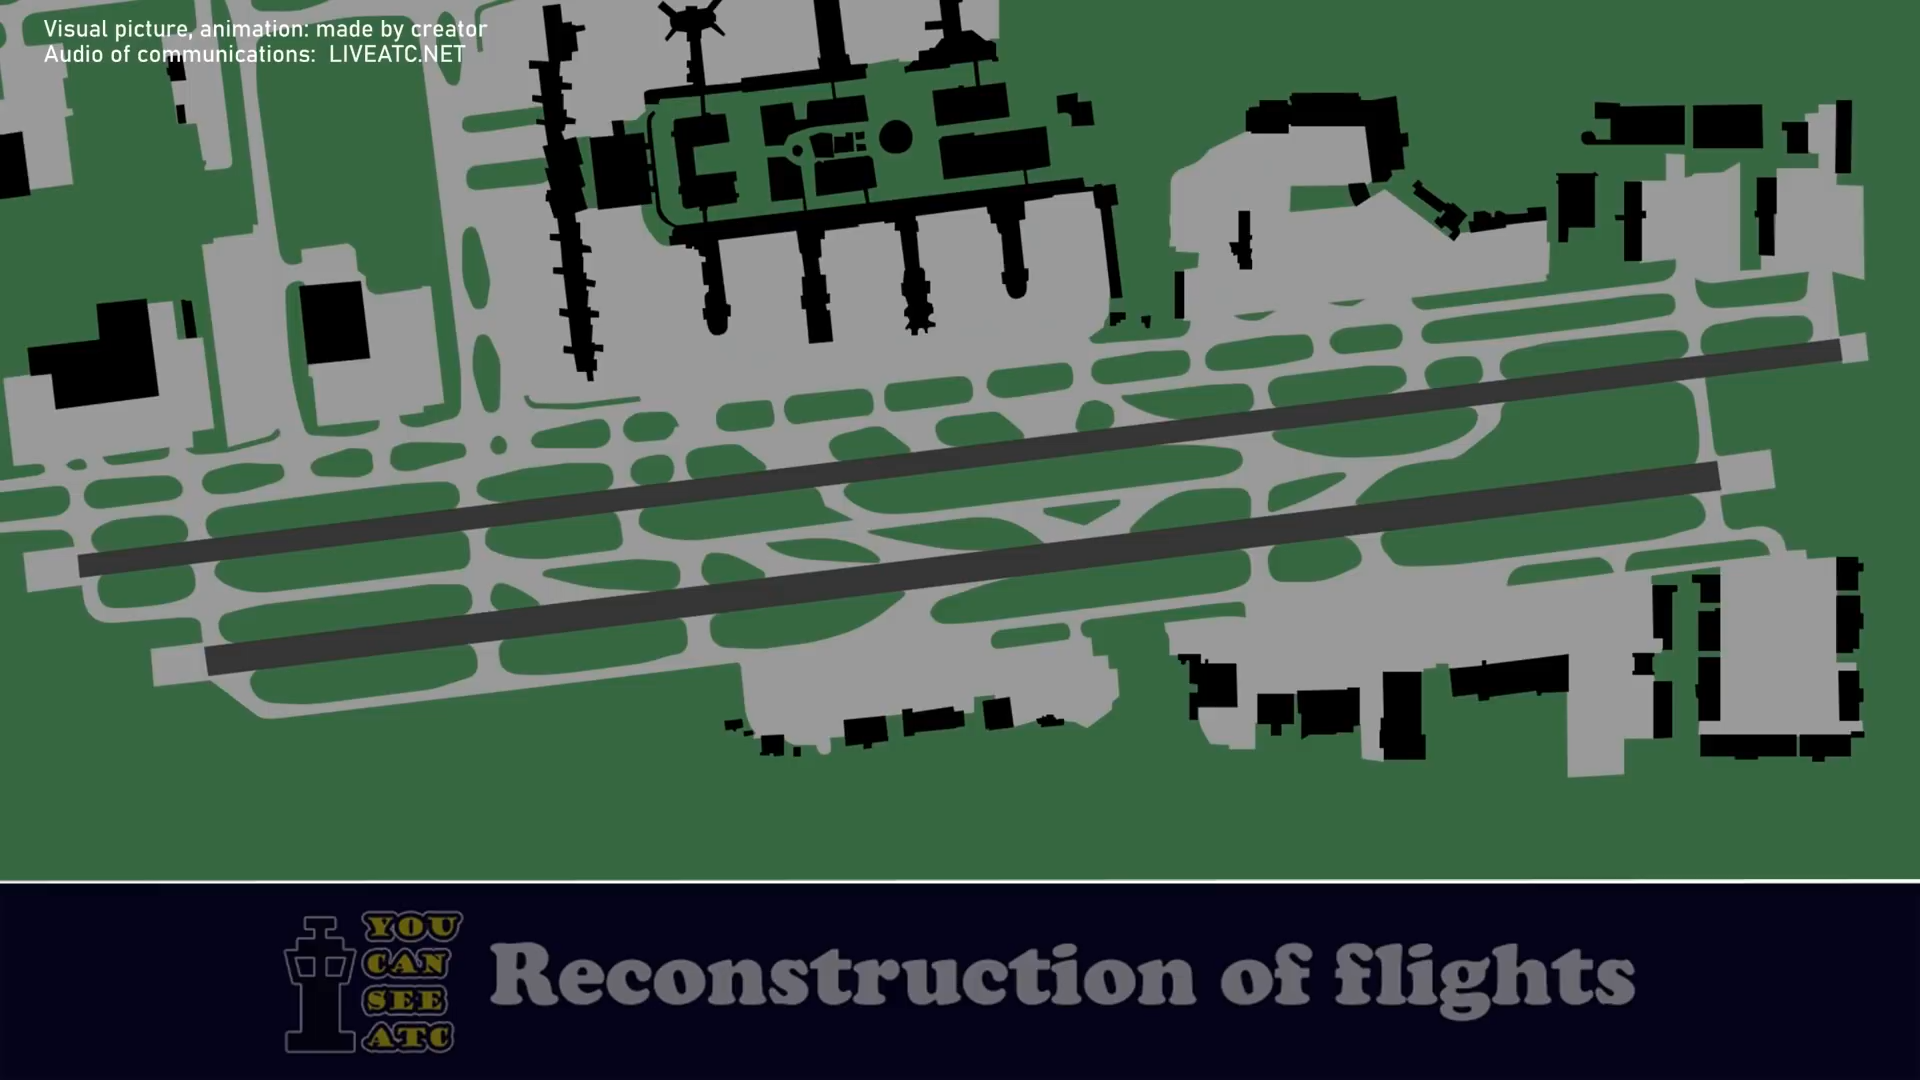 Visual picture, animation: made by creator
Audio of communications: LIVEATC.NET
YOU
CAN
SEE
ATC
Reconstruction of flights